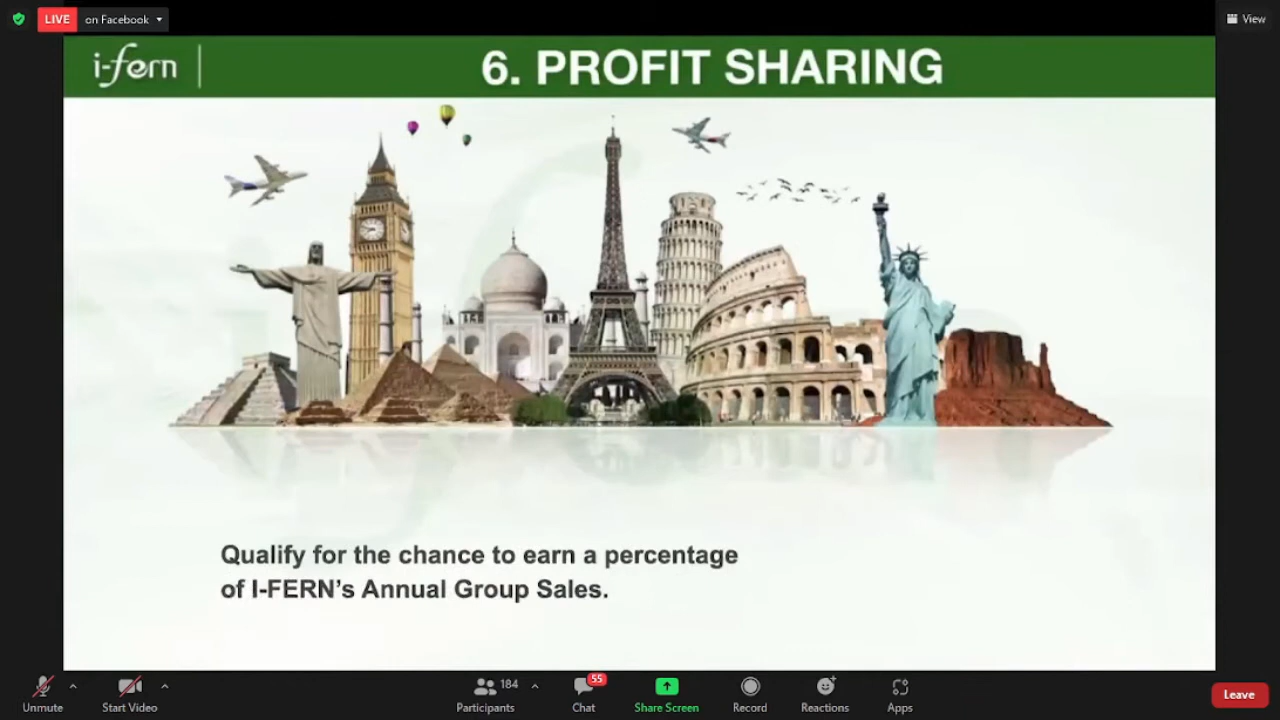 LIVE on Facebook
View
i-fern
6. PROFIT SHARING
Qualify for the chance to earn a percentage
of I-FERN's Annual Group Sales.
184
55
Unmute
Start Video
Participants
Chat
Share Screen
Record
Reactions
Apps
Leave